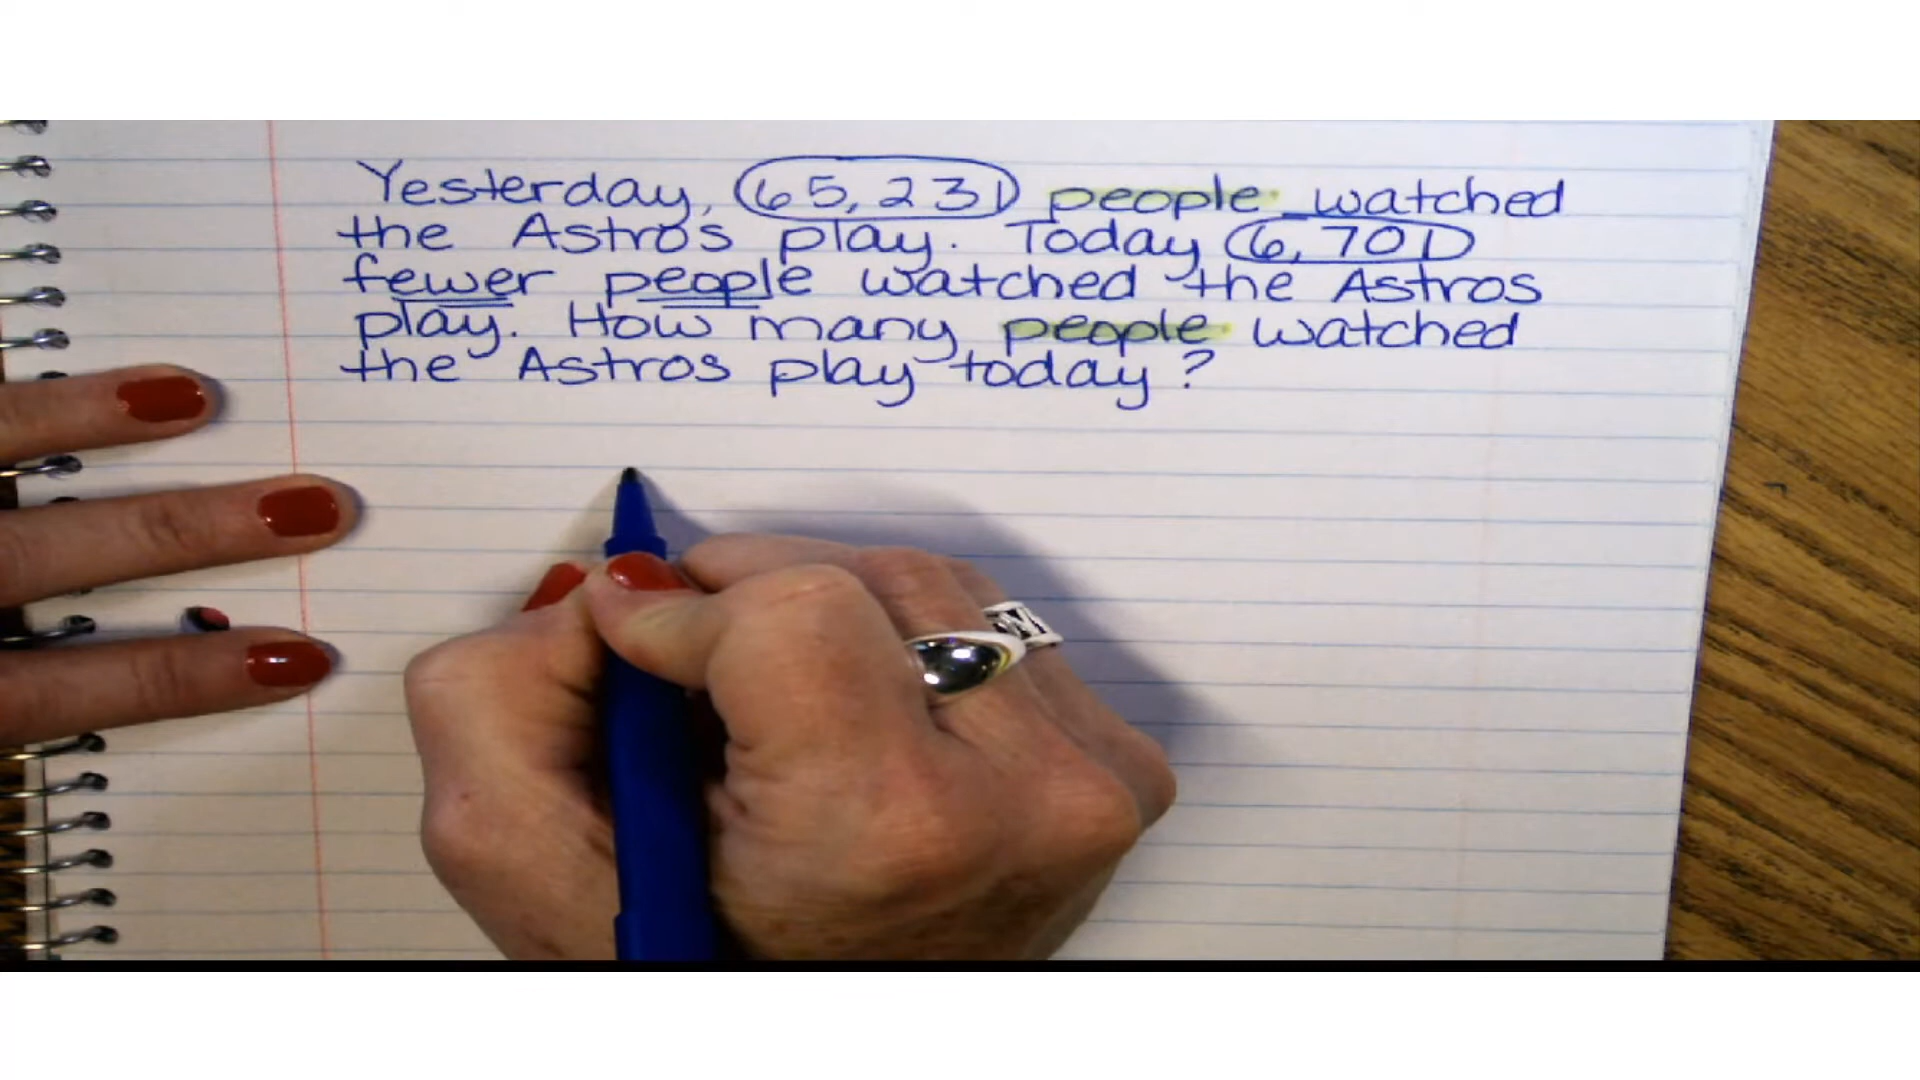 Yesterday, 65,231 people watched
the Astros play. Today 6,701
fewer people watched the Astros
play. How many people watched
the Astros play today?